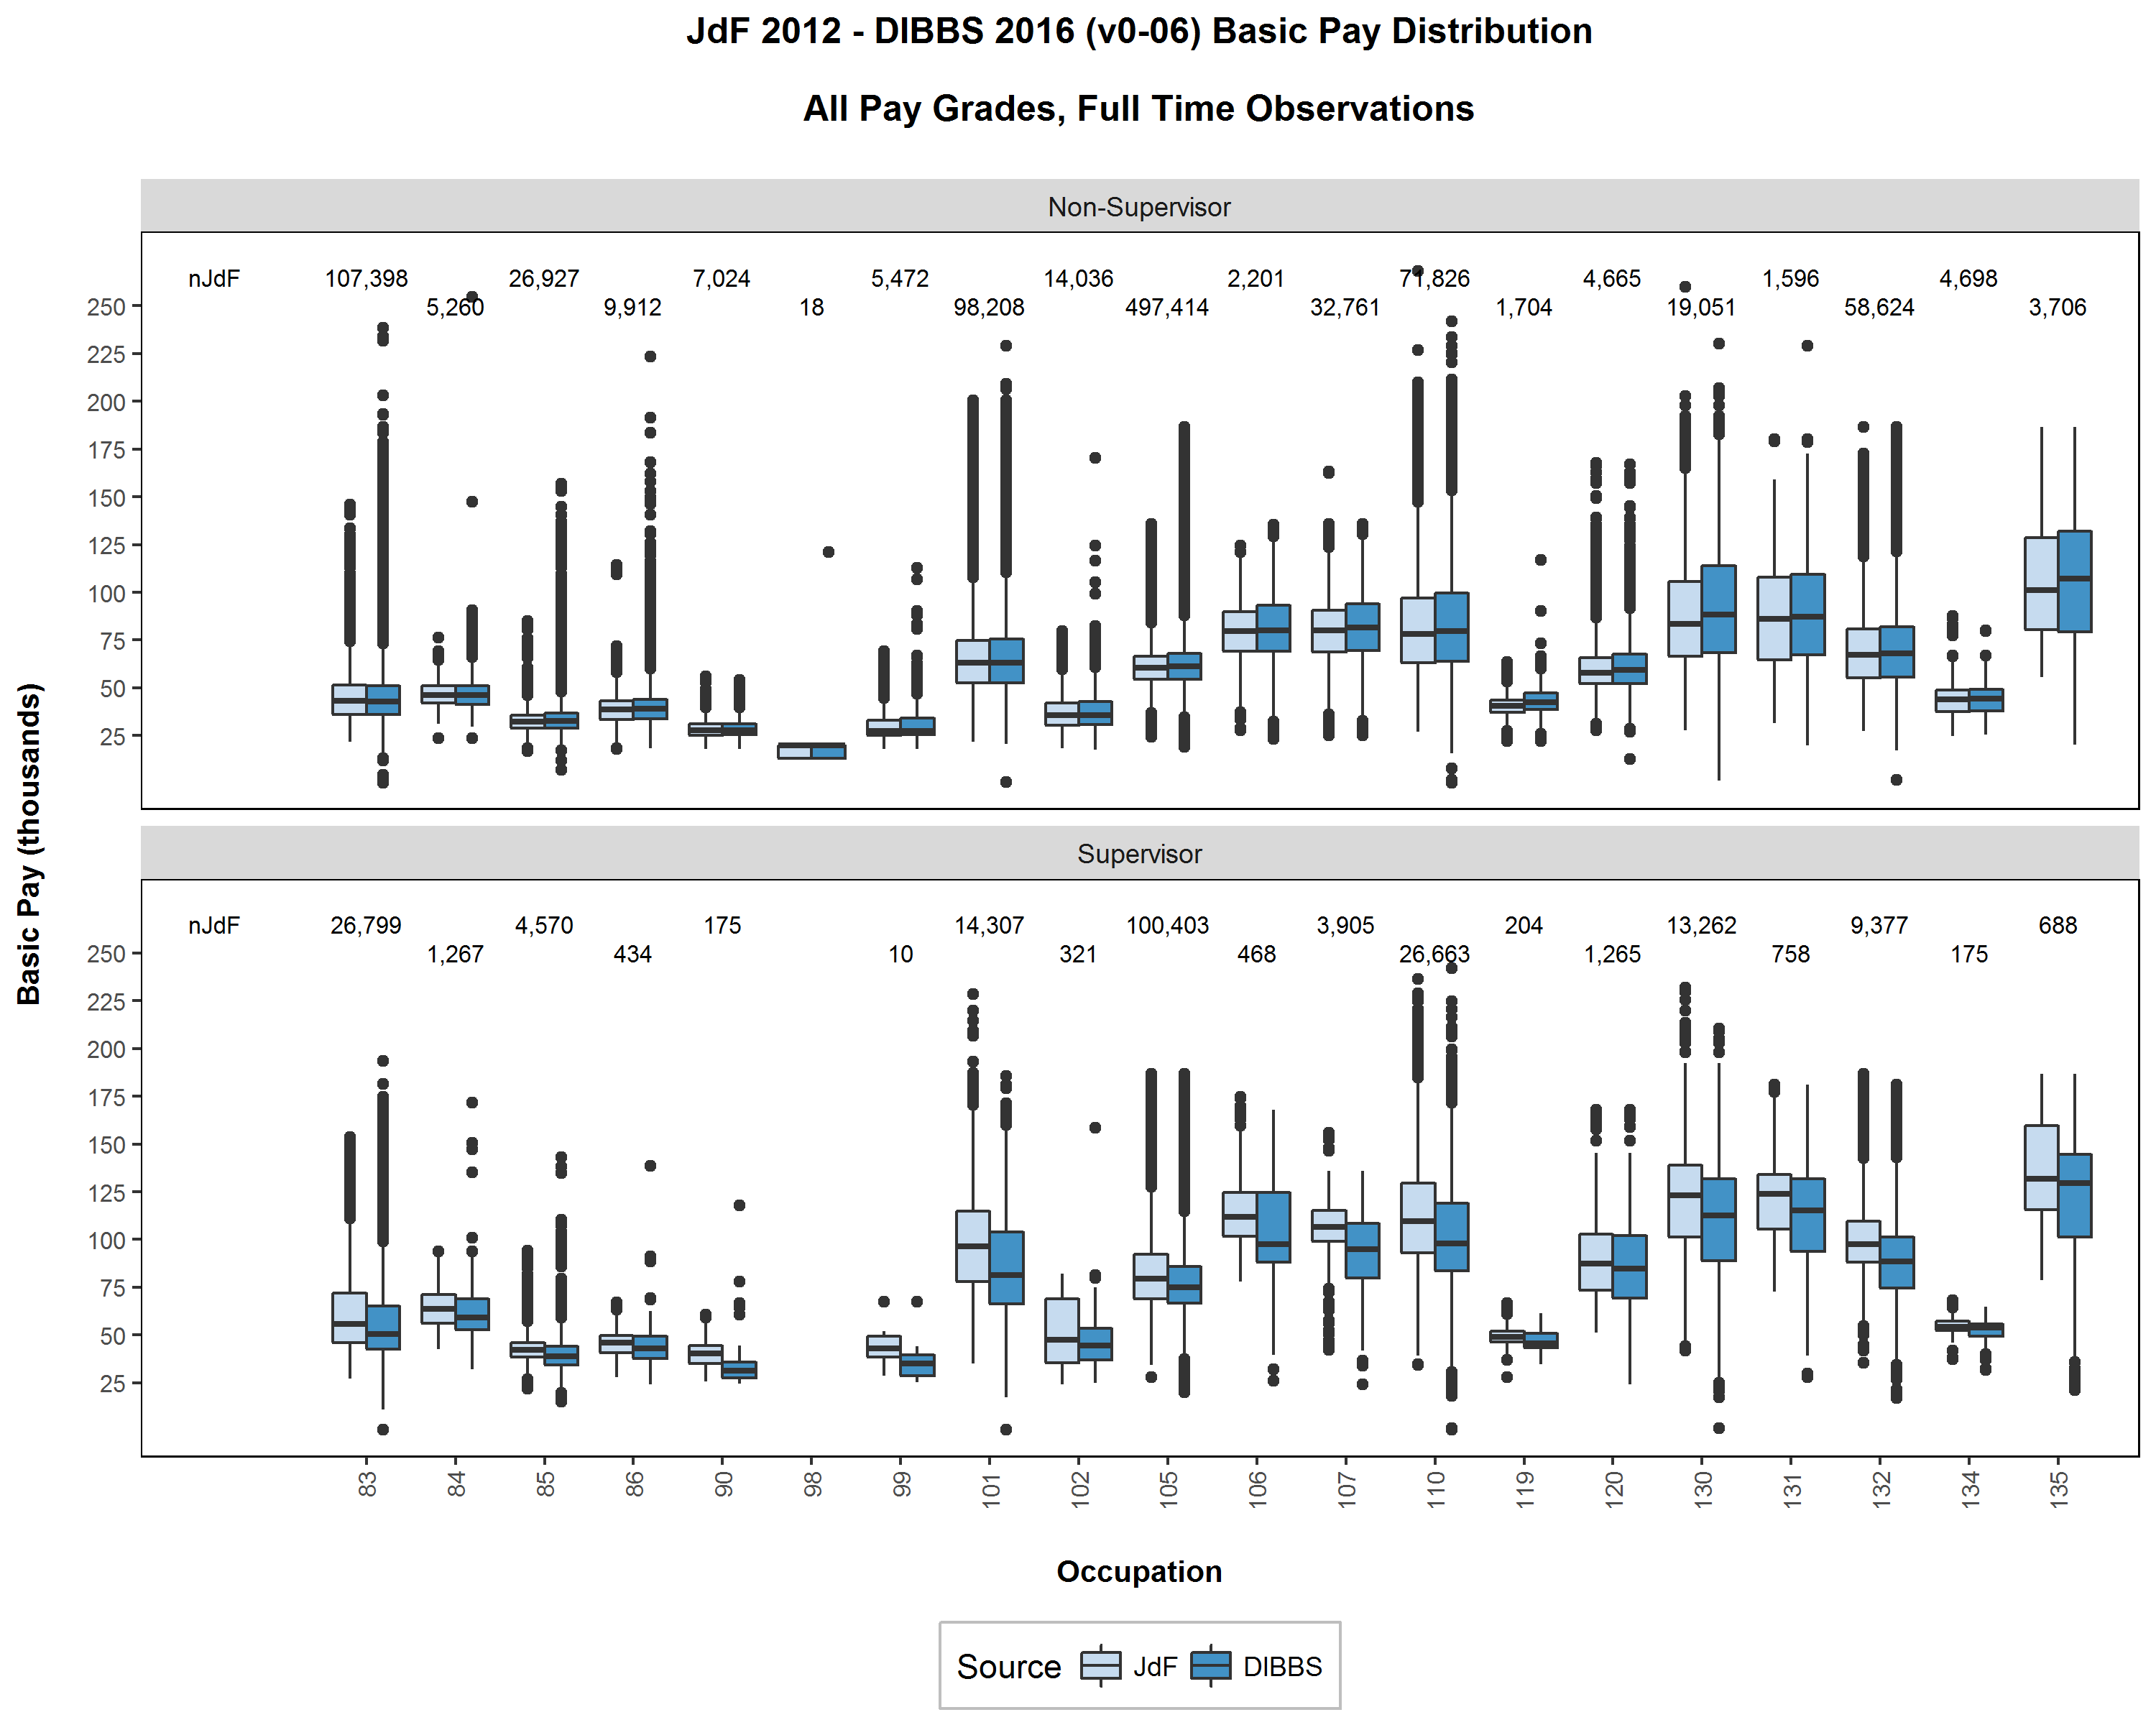 JdF 2012 - DIBBS 2016 (v0-06) Basic Pay Distribution
All Pay Grades, Full Time Observations
Non-Supervisor
nJdF 107,398 26,927 7,024 5,472 14,036 2,201 71,826 4,665 1,596 4,698
5,260 9,912 18 98,208 497,414 32,761 1,704 19,051 58,624 3,706
250
225
200
175
150
125
100
75
50
25
Supervisor
nJdF 26,799 4,570 175 14,307 100,403 3,905 204 13,262 9,377 688
1,267 434 10 321 468 26,663 1,265 758 175
250
225
200
175
150
125
100
75
50
25
Basic Pay (thousands)
83 84 85 86 90 98 99 101 102 105 106 107 110 119 120 130 131 132 134 135
Occupation
Source JdF DIBBS